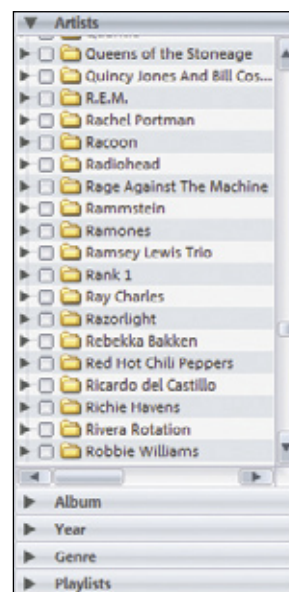 Artists
Queens of the Stoneage
Quincy Jones And Bill Cos...
R.E.M.
Rachel Portman
Racoon
Radiohead
Rage Against The Machine
Rammstein
Ramones
Ramsey Lewis Trio
Rank 1
Ray Charles
Razorlight
Rebekka Bakken
Red Hot Chili Peppers
Ricardo del Castillo
Richie Havens
Rivera Rotation
Robbie Williams
Album
Year
Genre
Playlists